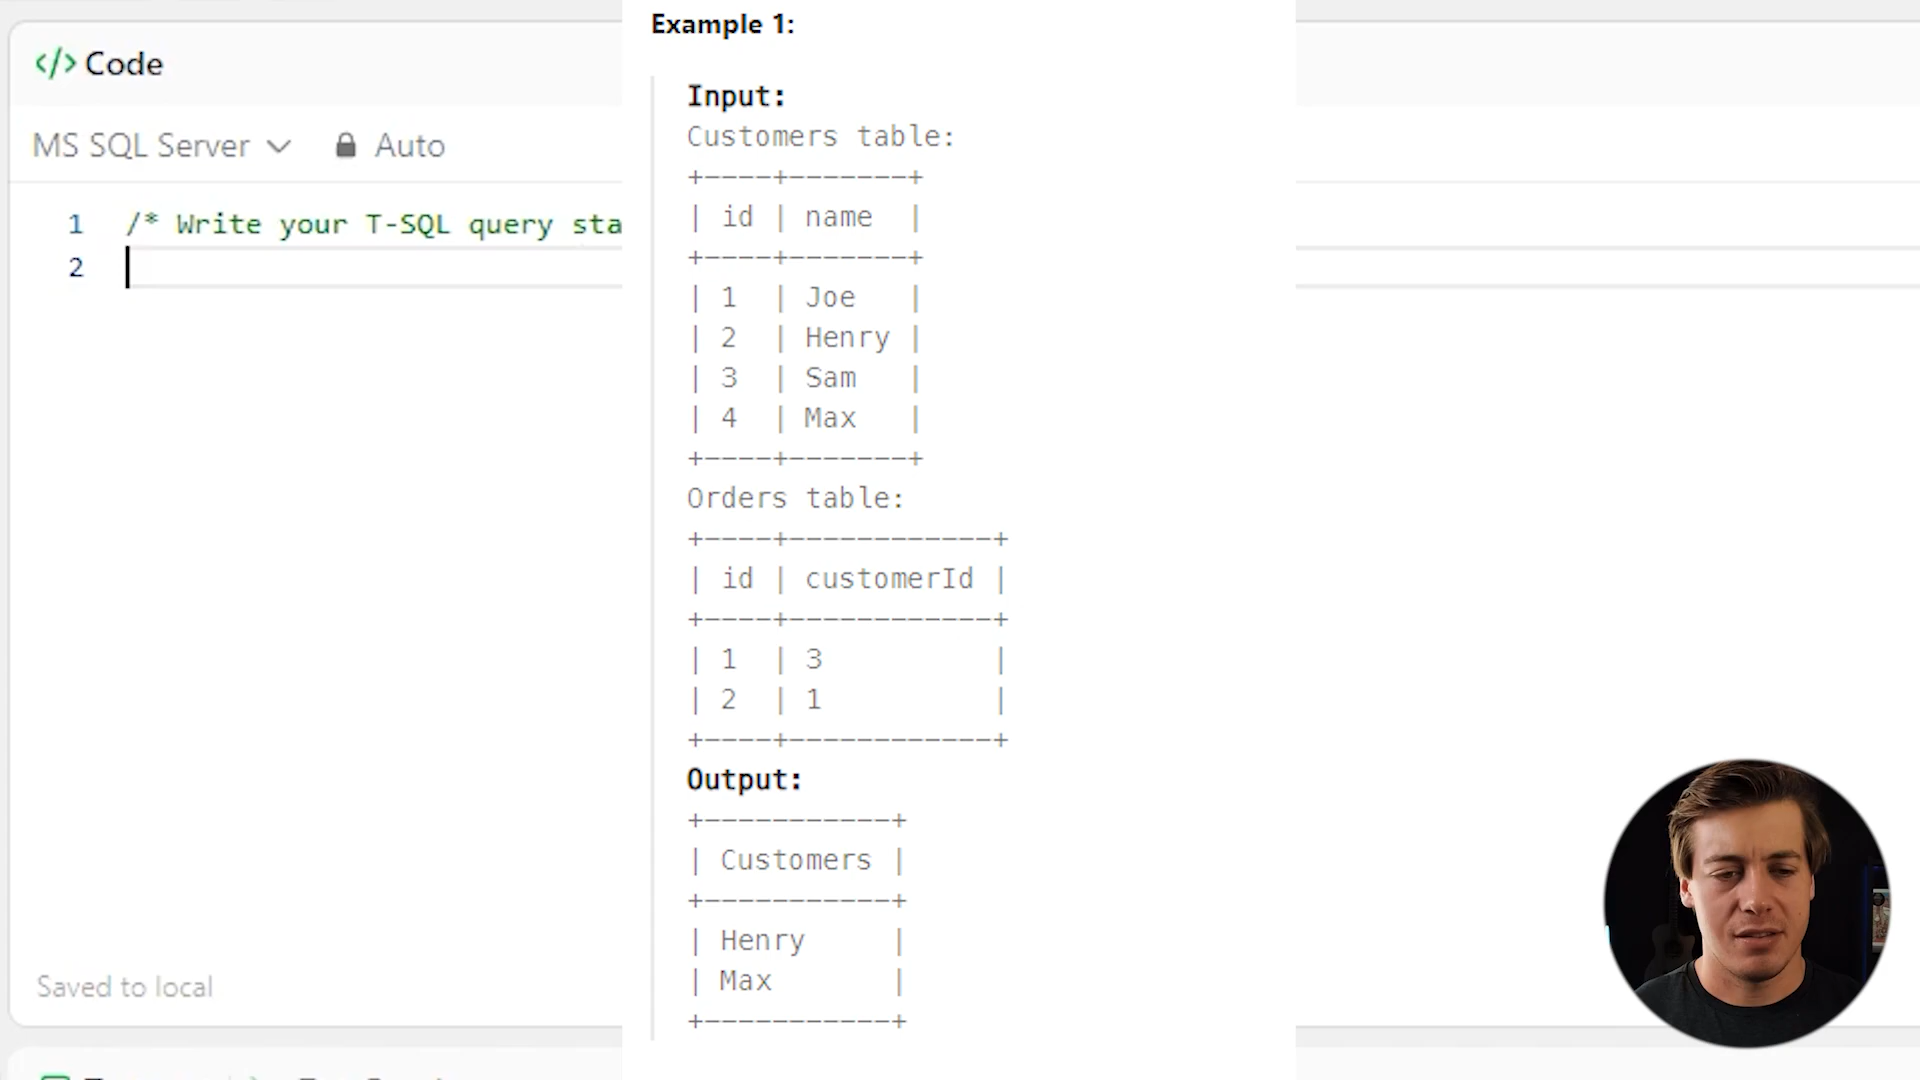 Example 1:
</> Code
Input:
Customers table:
MS SQL Server Auto
+----+-------+
| id | name |
+----+-------+
| 1 | Joe |
| 2 | Henry |
| 3 | Sam |
| 4 | Max |
+----+-------+
1 /* Write your T-SQL query sta
2
Orders table:
+----+------------+
| id | customerId |
+----+------------+
| 1 | 3 |
| 2 | 1 |
+----+------------+
Output:
+-----------+
| Customers |
+-----------+
| Henry |
| Max |
+-----------+
Saved to local